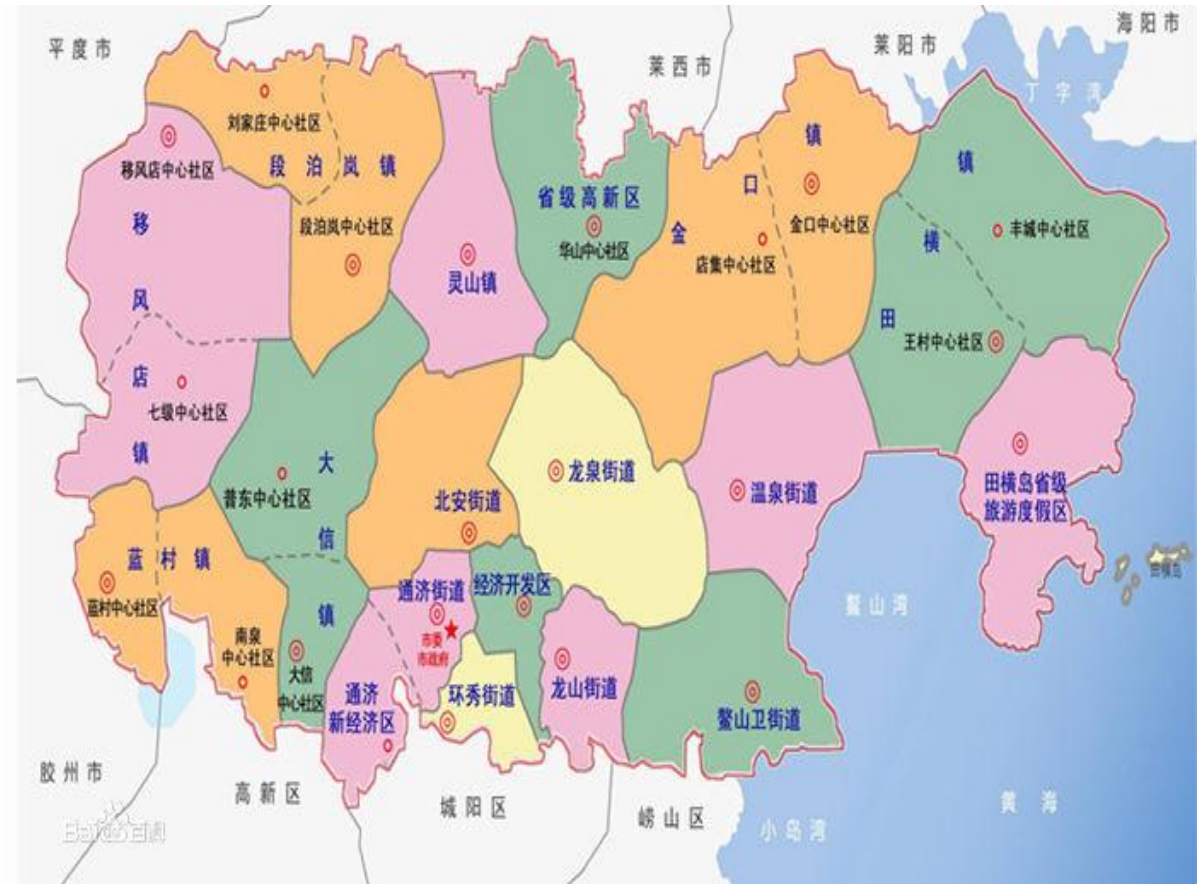 海阳市
平度市
莱阳市
莱西市
丁字湾
刘家庄中心社区
移风店中心社区
段泊岚镇
段泊岚中心社区
移风店镇
七级中心社区
灵山镇
省级高新区
华山中心社区
金口镇
店集中心社区
金口中心社区
田横镇
丰城中心社区
王村中心社区
大信镇
普东中心社区
大信
中心社区
北安街道
龙泉街道
温泉街道
田横岛省级
旅游度假区
田横岛
蓝村镇
蓝村中心社区
南泉
中心社区
通济街道
市委
市政府
经济开发区
通济
新经济区
环秀街道
龙山街道
鳌山卫街道
鳌山湾
胶州市
高新区
城阳区
崂山区
小岛湾
黄海
Baidu百科